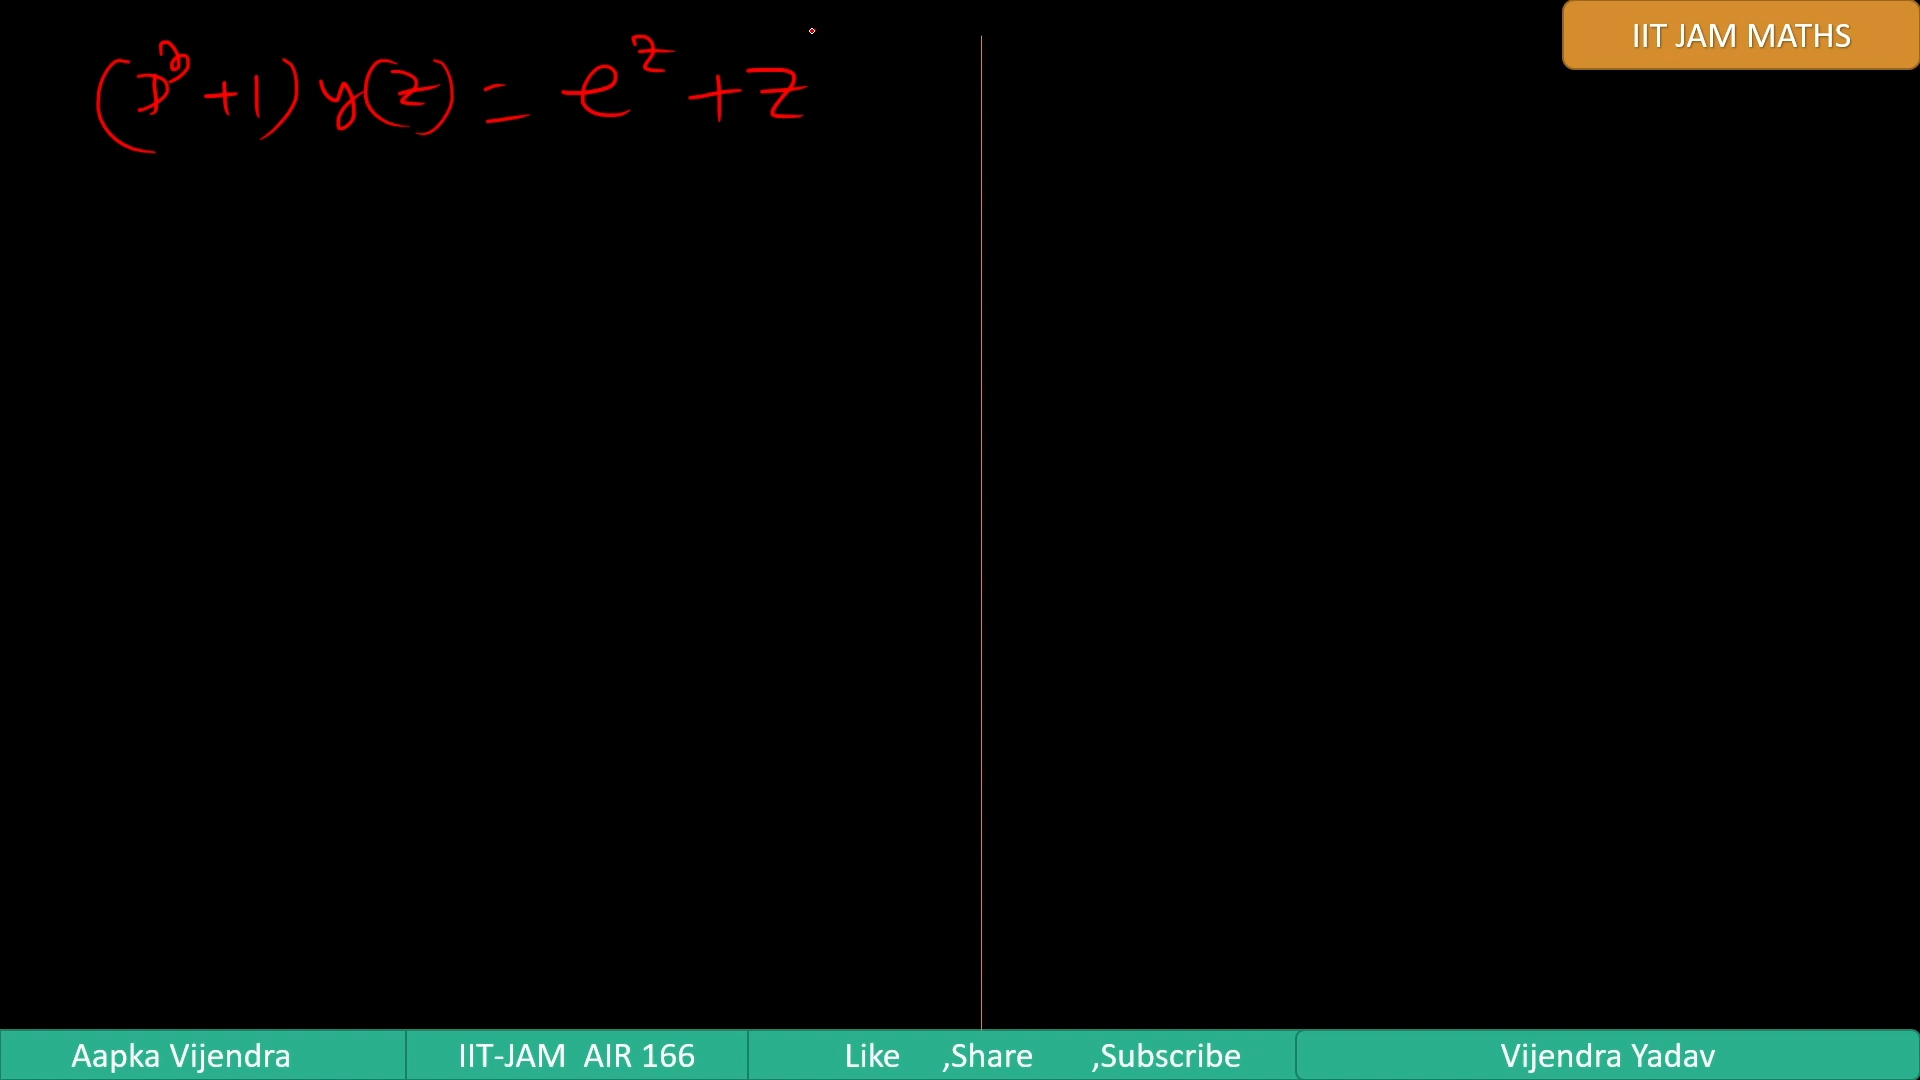 IIT JAM MATHS
(D³+1) y(z) = e^z + z
Aapka Vijendra
IIT-JAM AIR 166
Like ,Share ,Subscribe
Vijendra Yadav